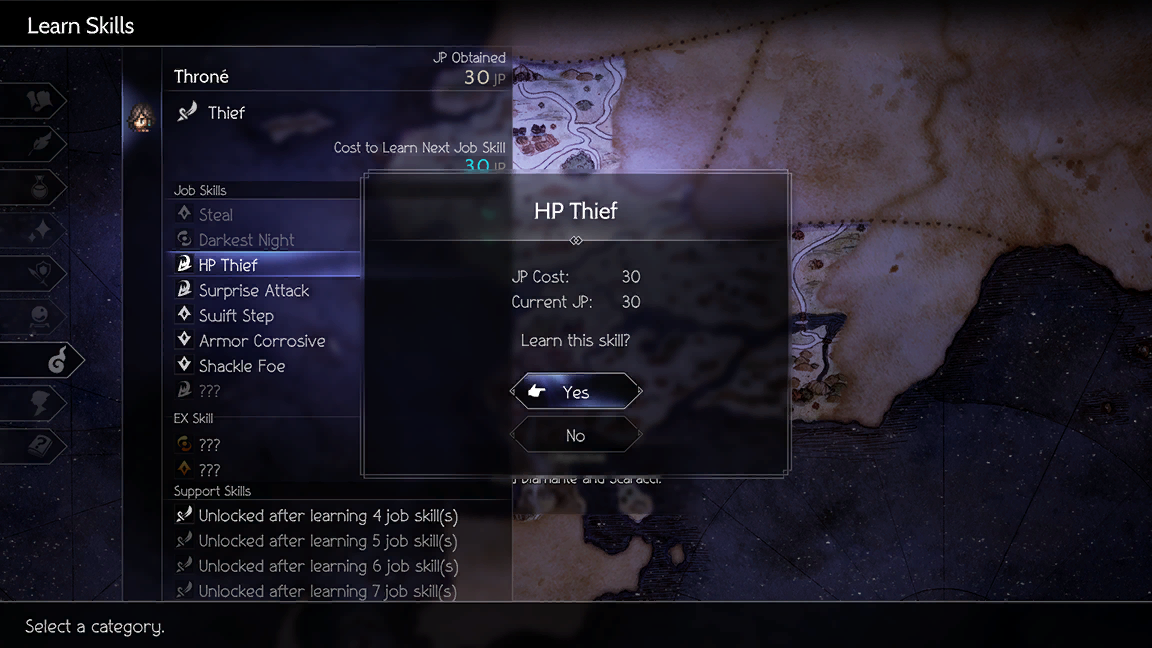 Learn Skills
JP Obtained
Throné
30 JP
Thief
Cost to Learn Next Job Skill
30 JP
Job Skills
Steal
Darkest Night
HP Thief
Surprise Attack
Swift Step
Armor Corrosive
Shackle Foe
???
EX Skill
???
???
Support Skills
Unlocked after learning 4 job skill(s)
Unlocked after learning 5 job skill(s)
Unlocked after learning 6 job skill(s)
Unlocked after learning 7 job skill(s)
HP Thief
JP Cost: 30
Current JP: 30
Learn this skill?
Yes
No
Diamante and Scaracci.
Select a category.